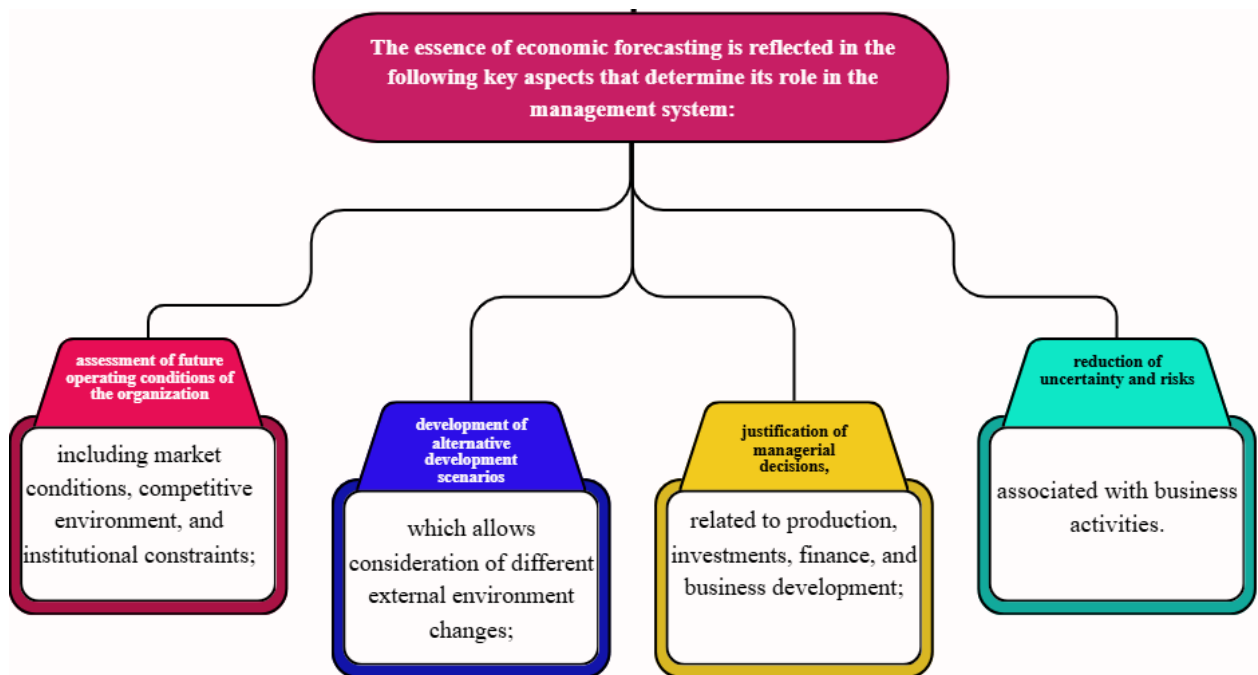 The essence of economic forecasting is reflected in the
following key aspects that determine its role in the
management system:
assessment of future
operating conditions of
the organization
including market
conditions, competitive
environment, and
institutional constraints;
development of
alternative
development
scenarios
which allows
consideration of different
external environment
changes;
justification of
managerial
decisions,
related to production,
investments, finance, and
business development;
reduction of
uncertainty and risks
associated with business
activities.